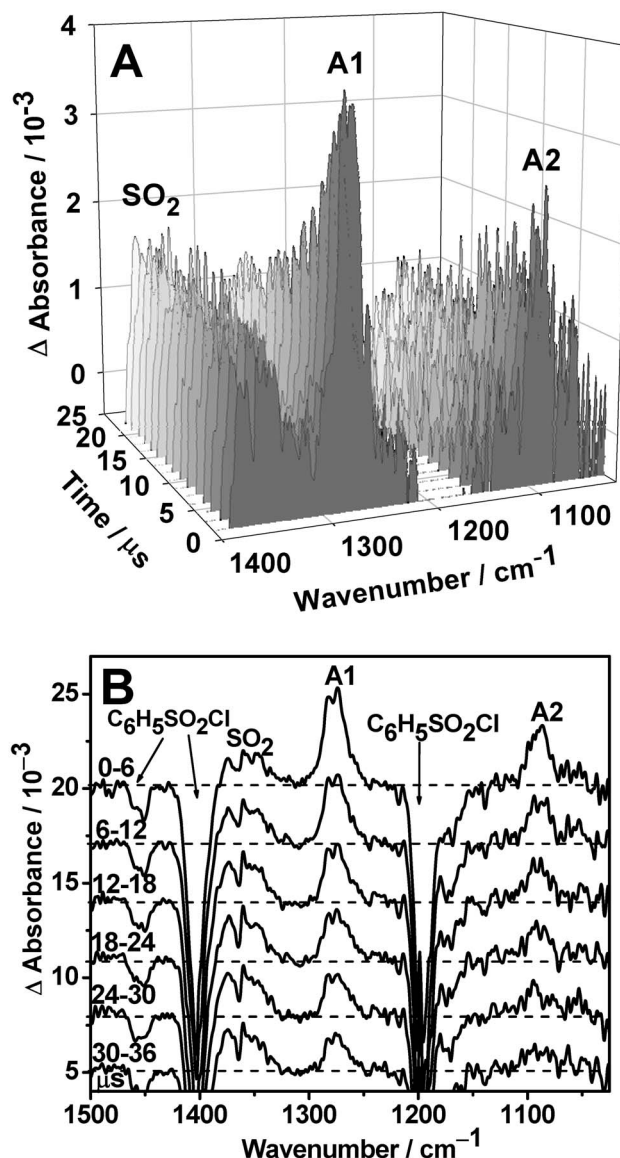 A
Δ Absorbance / 10⁻³
4
3
2
1
0
SO₂
A1
A2
25
20
15
10
5
0
Time / μs
1400
1300
1200
1100
Wavenumber / cm⁻¹
B
Δ Absorbance / 10⁻³
25
20
15
10
5
C₆H₅SO₂Cl
SO₂
A1
C₆H₅SO₂Cl
A2
0-6
6-12
12-18
18-24
24-30
30-36
μs
1500
1400
1300
1200
1100
Wavenumber / cm⁻¹